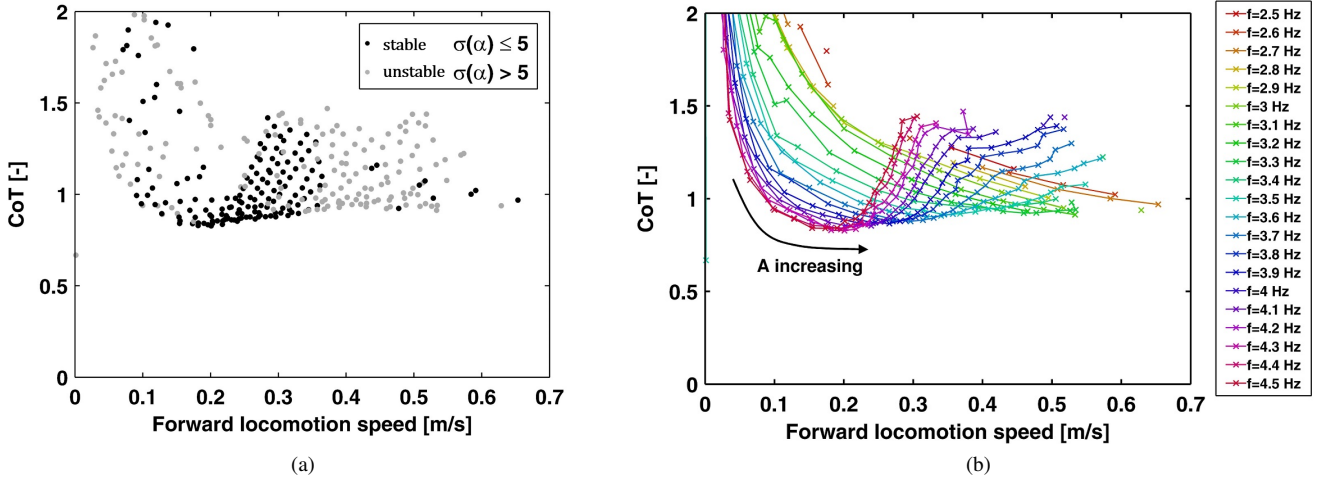 2
1.5
1
0.5
0
CoT [-]
stable σ(α) ≤ 5
unstable σ(α) > 5
0 0.1 0.2 0.3 0.4 0.5 0.6 0.7
Forward locomotion speed [m/s]
(a)
2
1.5
1
0.5
0
CoT [-]
A increasing
0 0.1 0.2 0.3 0.4 0.5 0.6 0.7
Forward locomotion speed [m/s]
(b)
f=2.5 Hz
f=2.6 Hz
f=2.7 Hz
f=2.8 Hz
f=2.9 Hz
f=3 Hz
f=3.1 Hz
f=3.2 Hz
f=3.3 Hz
f=3.4 Hz
f=3.5 Hz
f=3.6 Hz
f=3.7 Hz
f=3.8 Hz
f=3.9 Hz
f=4 Hz
f=4.1 Hz
f=4.2 Hz
f=4.3 Hz
f=4.4 Hz
f=4.5 Hz